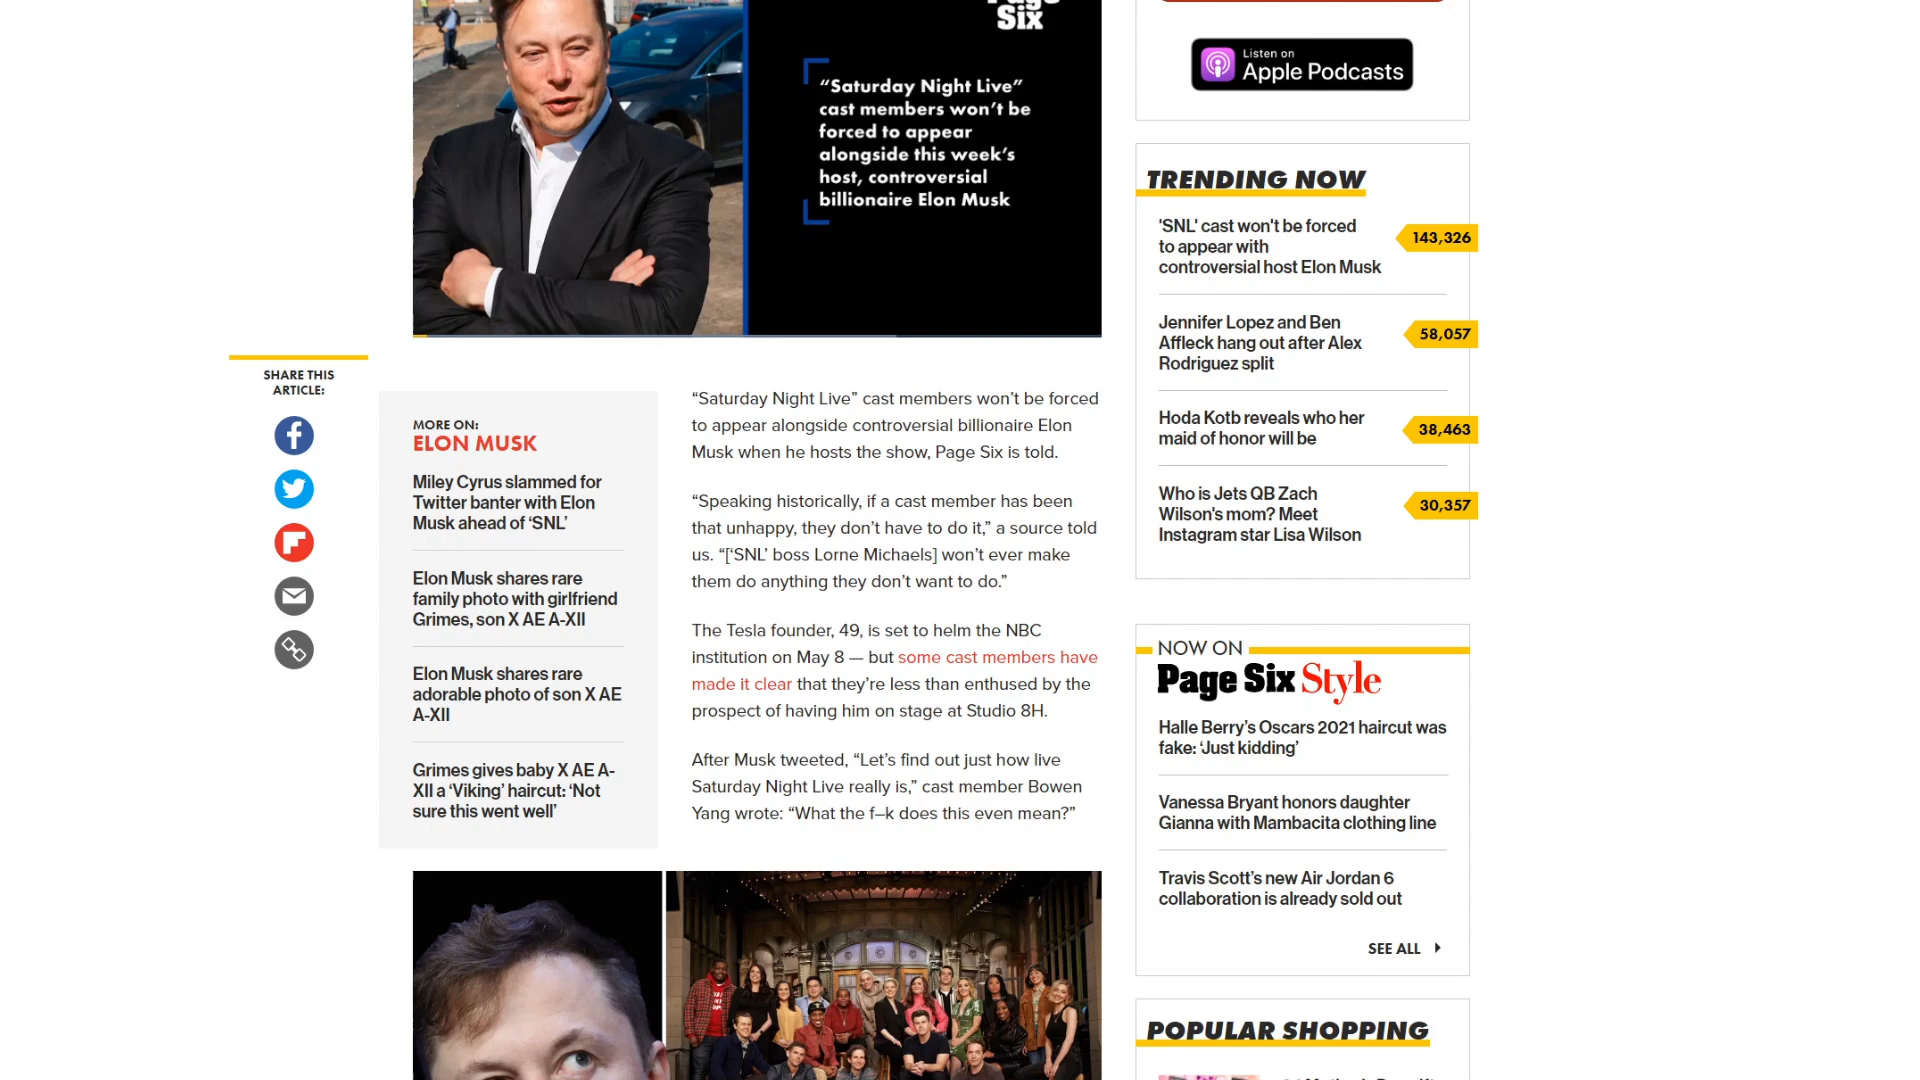 Page
Six
“Saturday Night Live”
cast members won’t be
forced to appear
alongside this week’s
host, controversial
billionaire Elon Musk
SHARE THIS
ARTICLE:
MORE ON:
ELON MUSK
Miley Cyrus slammed for
Twitter banter with Elon
Musk ahead of ‘SNL’
Elon Musk shares rare
family photo with girlfriend
Grimes, son X AE A-XII
Elon Musk shares rare
adorable photo of son X AE
A-XII
Grimes gives baby X AE A-
XII a ‘Viking’ haircut: ‘Not
sure this went well’
“Saturday Night Live” cast members won’t be forced
to appear alongside controversial billionaire Elon
Musk when he hosts the show, Page Six is told.
“Speaking historically, if a cast member has been
that unhappy, they don’t have to do it,” a source told
us. “[‘SNL’ boss Lorne Michaels] won’t ever make
them do anything they don’t want to do.”
The Tesla founder, 49, is set to helm the NBC
institution on May 8 — but some cast members have
made it clear that they’re less than enthused by the
prospect of having him on stage at Studio 8H.
After Musk tweeted, “Let’s find out just how live
Saturday Night Live really is,” cast member Bowen
Yang wrote: “What the f–k does this even mean?”
Listen on
Apple Podcasts
TRENDING NOW
'SNL' cast won't be forced
to appear with
controversial host Elon Musk
143,326
Jennifer Lopez and Ben
Affleck hang out after Alex
Rodriguez split
58,057
Hoda Kotb reveals who her
maid of honor will be
38,463
Who is Jets QB Zach
Wilson's mom? Meet
Instagram star Lisa Wilson
30,357
NOW ON
Page Six Style
Halle Berry’s Oscars 2021 haircut was
fake: ‘Just kidding’
Vanessa Bryant honors daughter
Gianna with Mambacita clothing line
Travis Scott’s new Air Jordan 6
collaboration is already sold out
SEE ALL
POPULAR SHOPPING